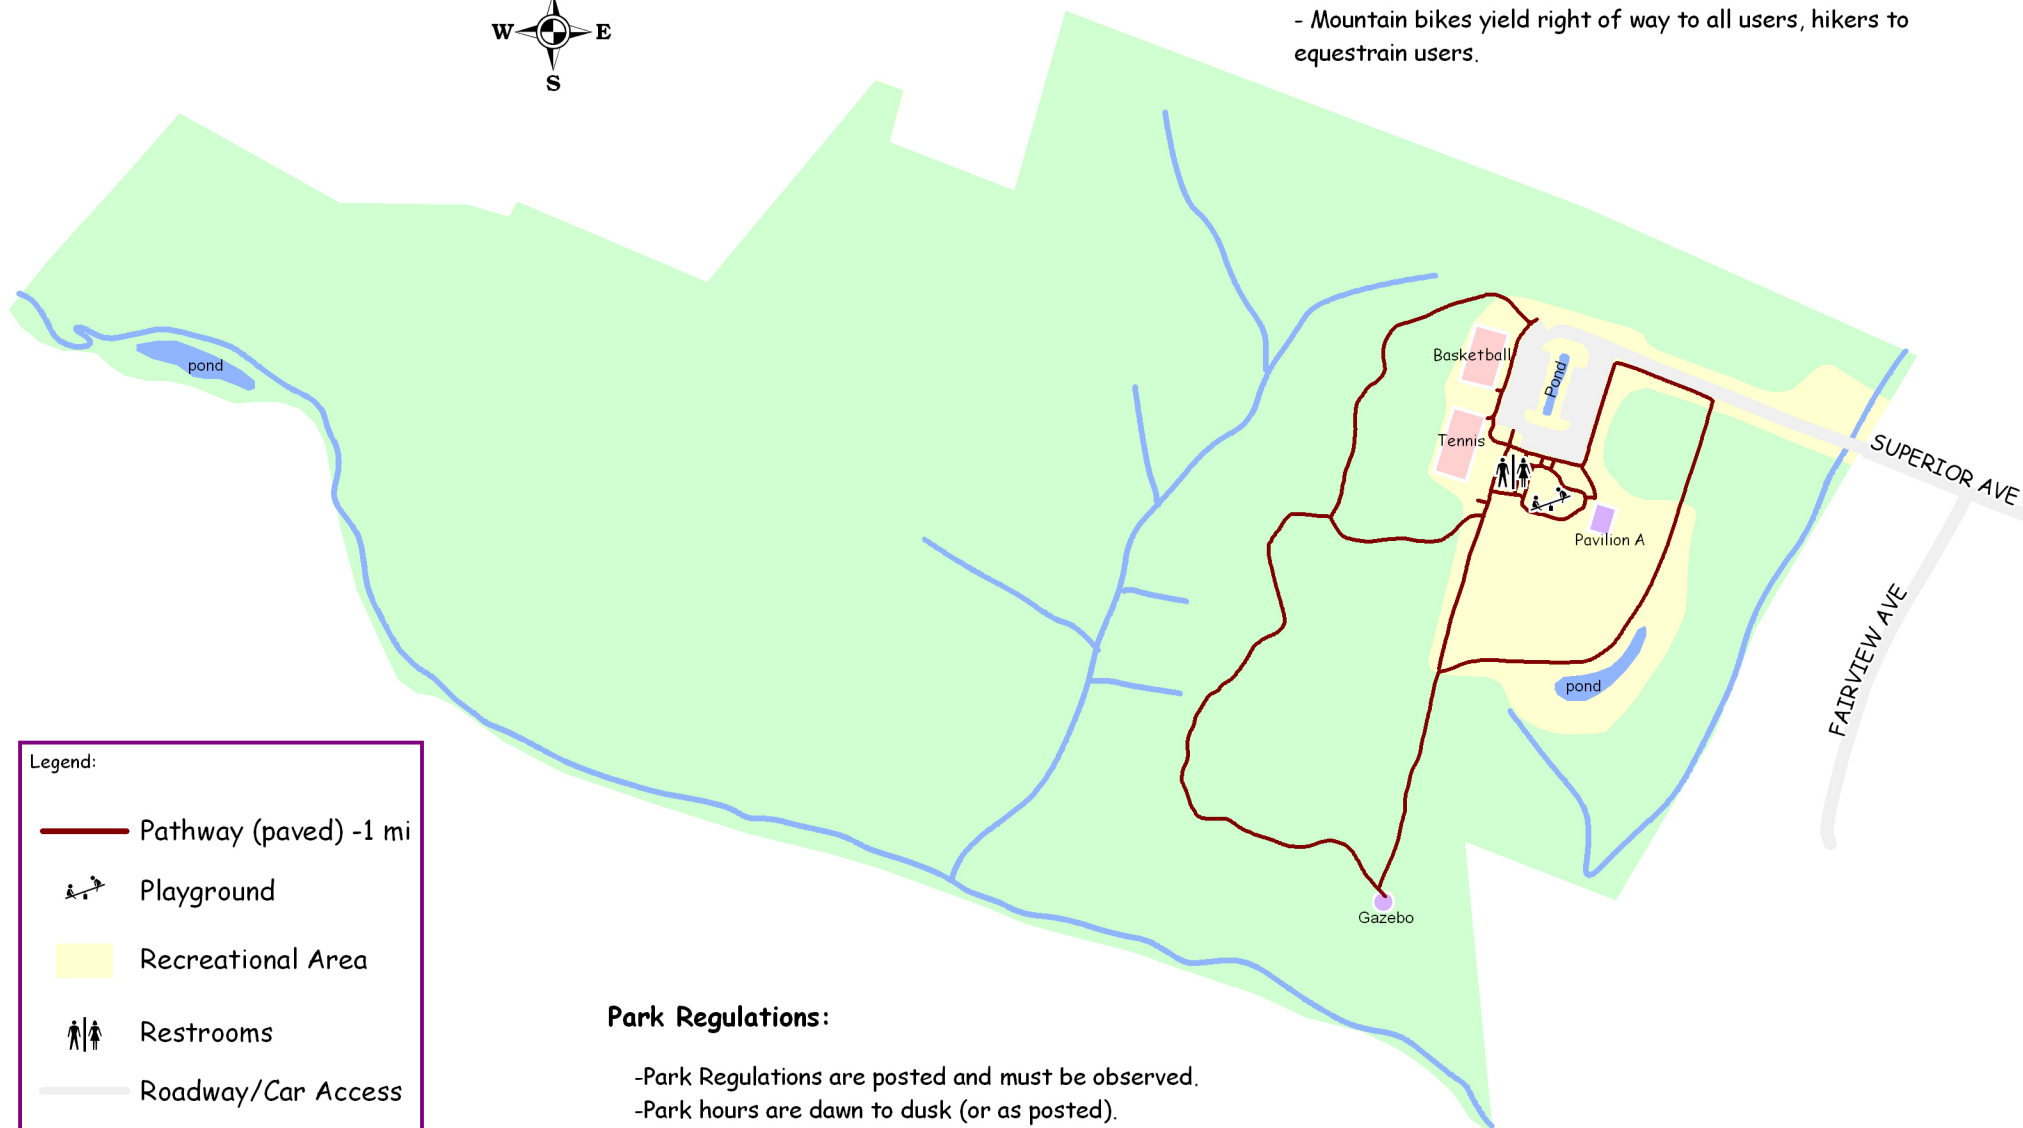 - Mountain bikes yield right of way to all users, hikers to
equestrain users.
W E
S
pond
Basketball
Pond
Tennis
SUPERIOR AVE
Pavilion A
FAIRVIEW AVE
pond
Gazebo
Legend:
Pathway (paved) -1 mi
Playground
Recreational Area
Restrooms
Roadway/Car Access
Park Regulations:
-Park Regulations are posted and must be observed.
-Park hours are dawn to dusk (or as posted).